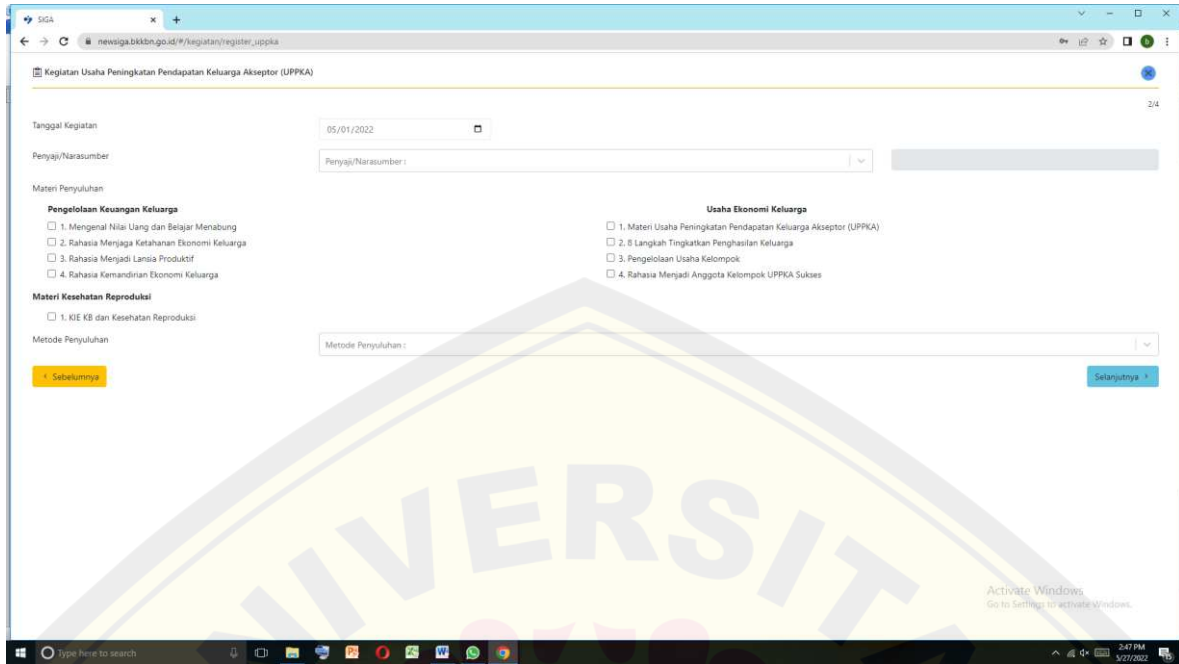 SIGA
newsiga.bkkbn.go.id/#/kegiatan/register_uppka
b
Kegiatan Usaha Peningkatan Pendapatan Keluarga Akseptor (UPPKA)
2/4
Tanggal Kegiatan
05/01/2022
Penyaji/Narasumber
Penyaji/Narasumber :
Materi Penyuluhan
Pengelolaan Keuangan Keluarga
1. Mengenal Nilai Uang dan Belajar Menabung
2. Rahasia Menjaga Ketahanan Ekonomi Keluarga
3. Rahasia Menjadi Lansia Produktif
4. Rahasia Kemandirian Ekonomi Keluarga
Usaha Ekonomi Keluarga
1. Materi Usaha Peningkatan Pendapatan Keluarga Akseptor (UPPKA)
2. 8 Langkah Tingkatkan Penghasilan Keluarga
3. Pengelolaan Usaha Kelompok
4. Rahasia Menjadi Anggota Kelompok UPPKA Sukses
Materi Kesehatan Reproduksi
1. KIE KB dan Kesehatan Reproduksi
Metode Penyuluhan
Metode Penyuluhan :
Sebelumnya
Selanjutnya
IVERSIT
Activate Windows
Go to Settings to activate Windows.
Type here to search
2:47 PM
5/27/2022